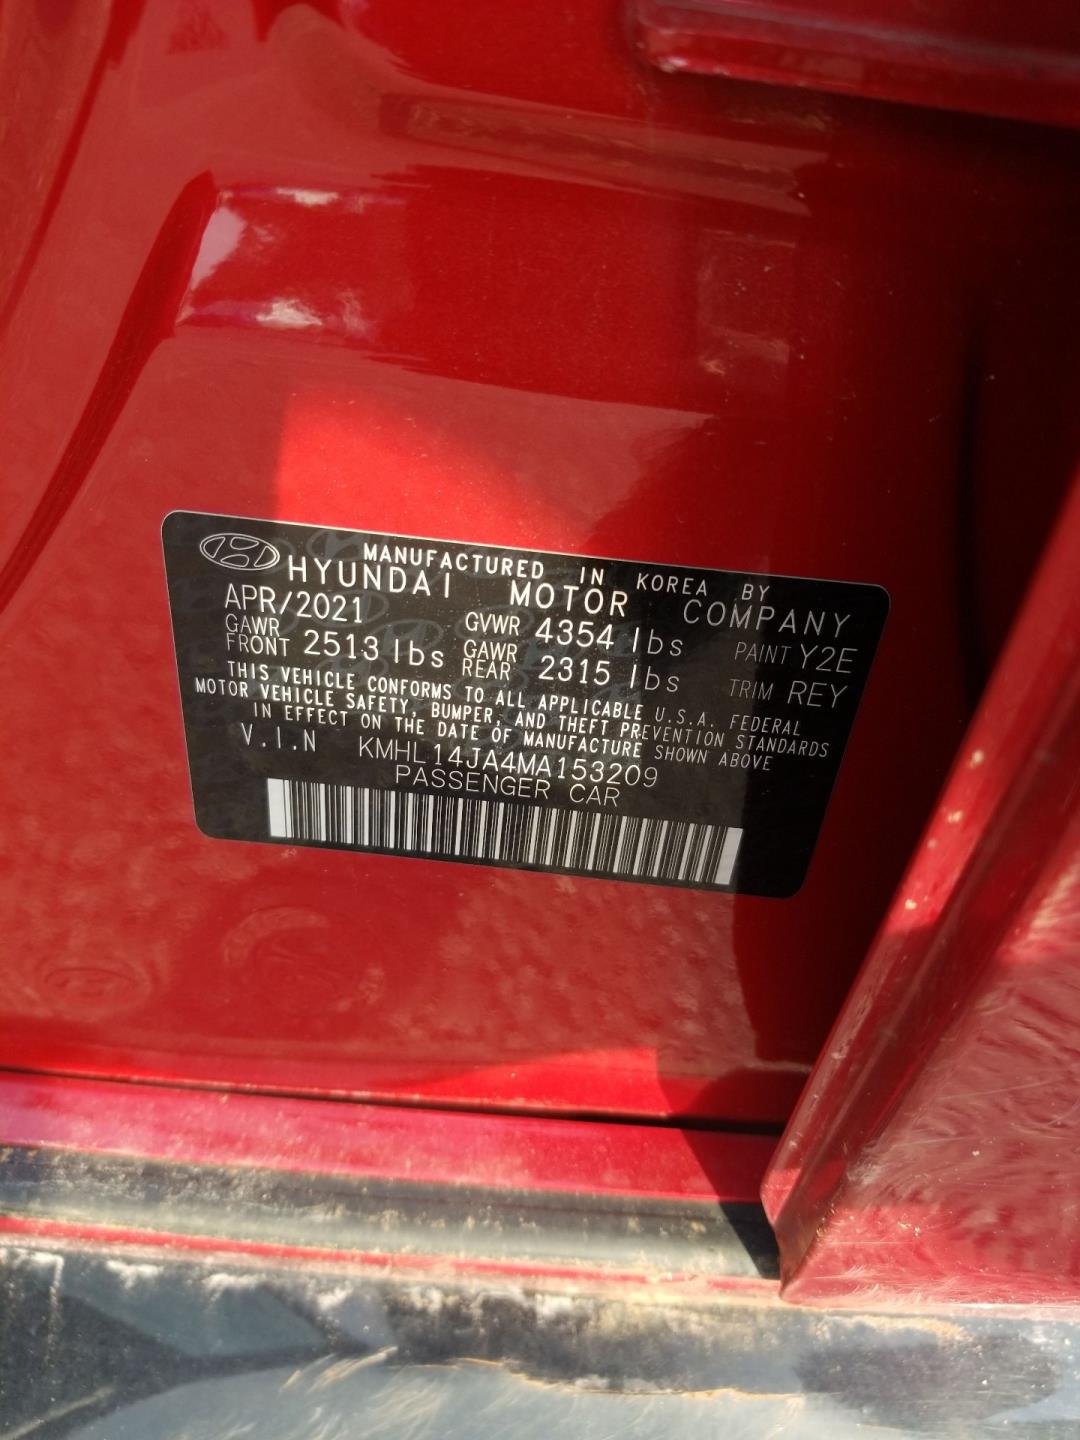 MANUFACTURED IN KOREA BY
HYUNDAI MOTOR COMPANY
APR/2021 GVWR 4354 lbs PAINT Y2E
GAWR FRONT 2513 lbs GAWR REAR 2315 lbs TRIM REY
THIS VEHICLE CONFORMS TO ALL APPLICABLE U.S.A. FEDERAL
MOTOR VEHICLE SAFETY, BUMPER, AND THEFT PREVENTION STANDARDS
IN EFFECT ON THE DATE OF MANUFACTURE SHOWN ABOVE
V.I.N KMHL14JA4MA153209
PASSENGER CAR